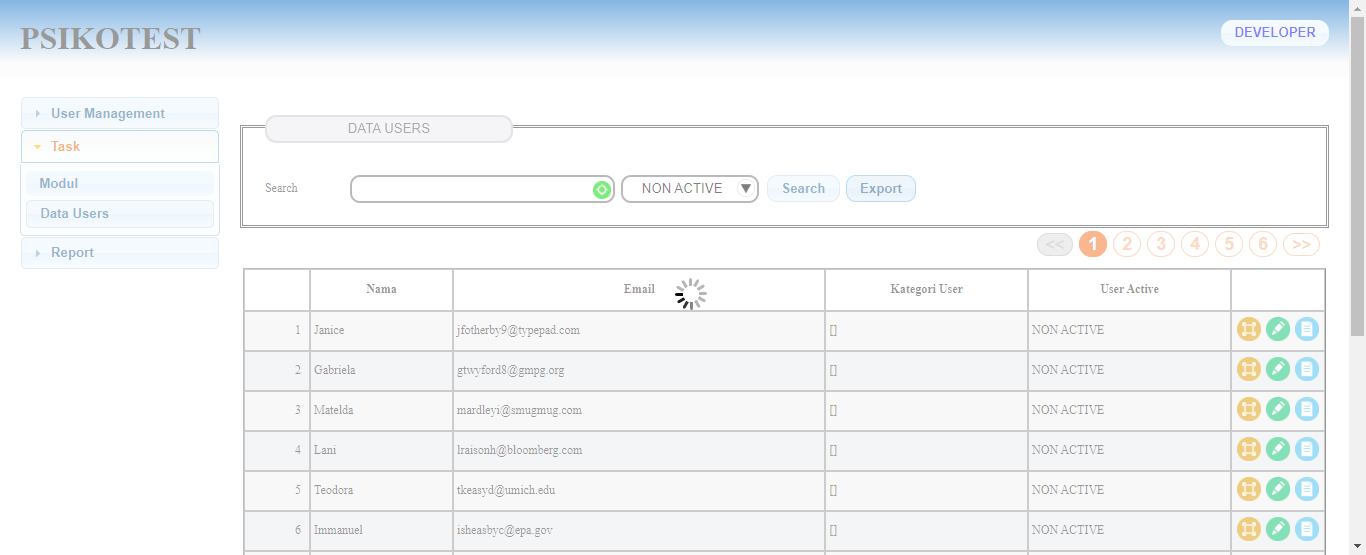 PSIKOTEST
DEVELOPER
User Management
Task
Modul
Data Users
Report
DATA USERS
Search NON ACTIVE Search Export
<< 1 2 3 4 5 6 >>
Nama Email Kategori User User Active
1 Janice jfotherby9@typepad.com [] NON ACTIVE
2 Gabriela gtwyford8@gmpg.org [] NON ACTIVE
3 Matelda mardleyi@smugmug.com [] NON ACTIVE
4 Lani lraisonh@bloomberg.com [] NON ACTIVE
5 Teodora tkeasyd@umich.edu [] NON ACTIVE
6 Immanuel isheasbyc@epa.gov [] NON ACTIVE